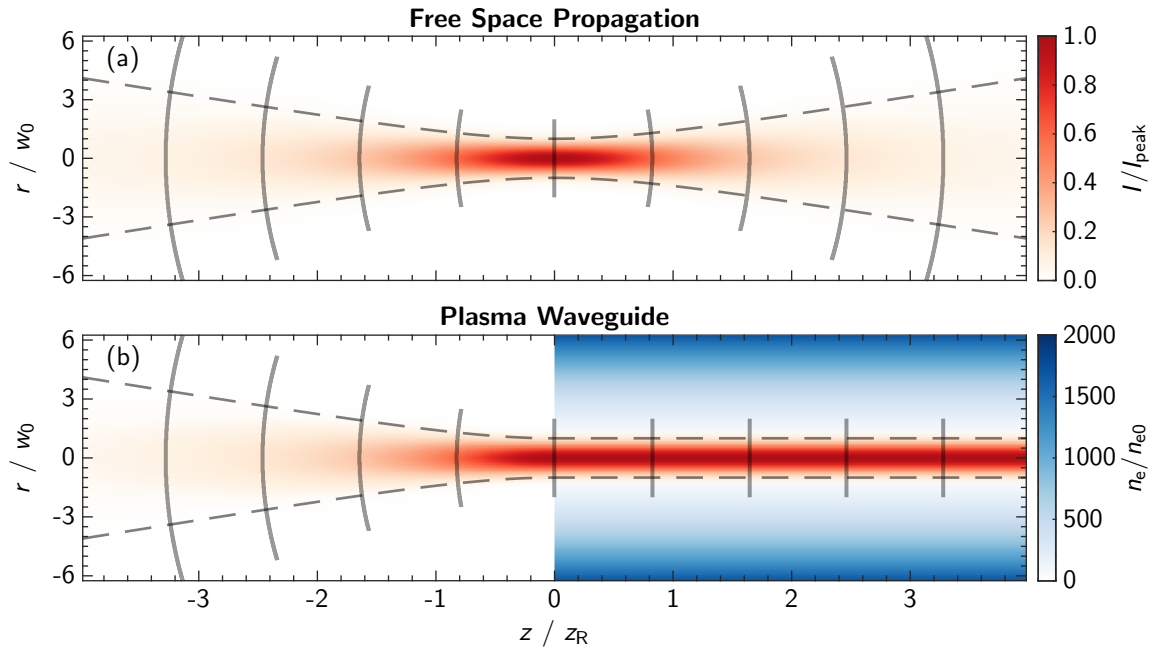 Free Space Propagation
(a)
6
3
0
-3
-6
r / w0
1.0
0.8
0.6
0.4
0.2
0.0
I/Ipeak
Plasma Waveguide
(b)
6
3
0
-3
-6
r / w0
2000
1500
1000
500
0
ne/ne0
-3 -2 -1 0 1 2 3
z / zR